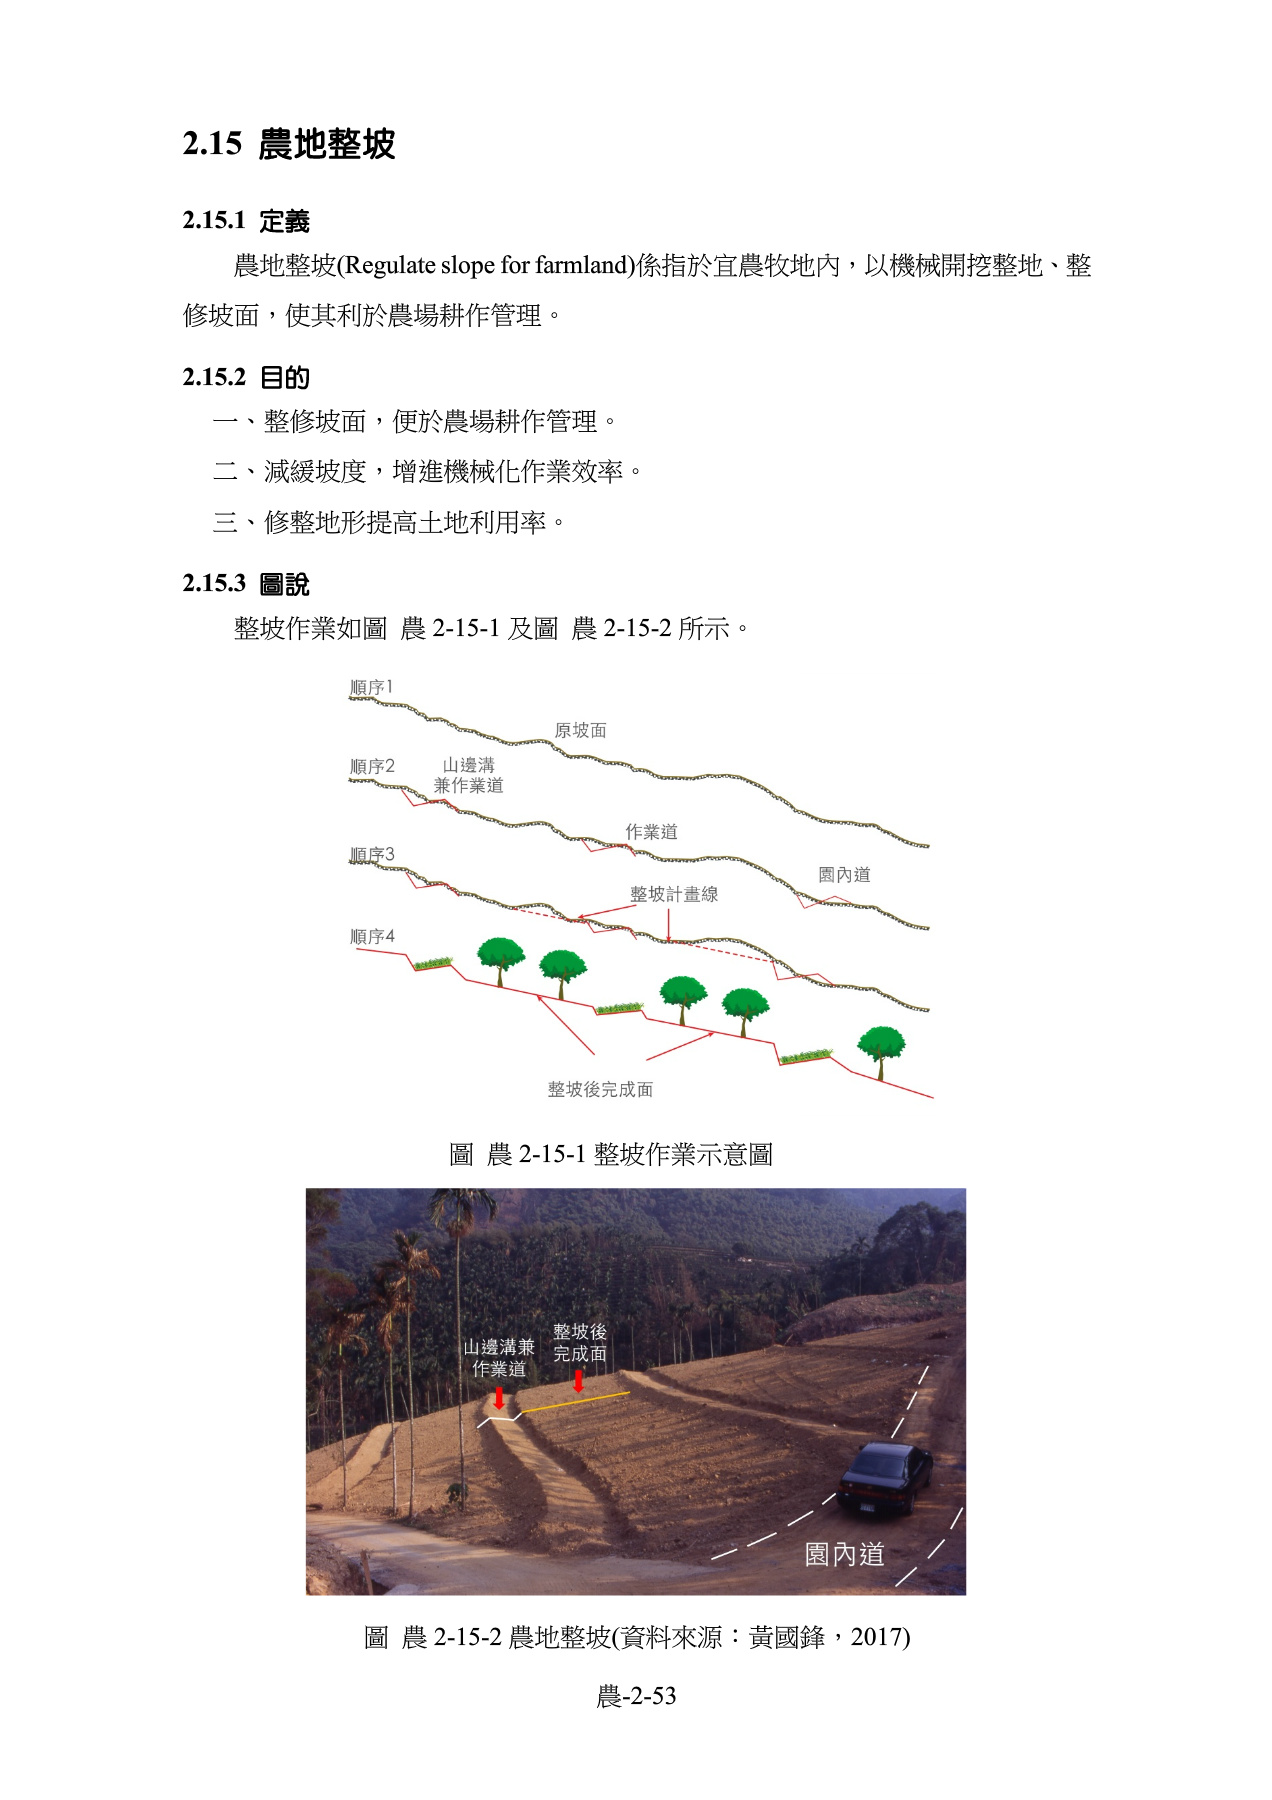 2.15 農地整坡
2.15.1 定義
農地整坡(Regulate slope for farmland)係指於宜農牧地內，以機械開挖整地、整
修坡面，使其利於農場耕作管理。
2.15.2 目的
一、整修坡面，便於農場耕作管理。
二、減緩坡度，增進機械化作業效率。
三、修整地形提高土地利用率。
2.15.3 圖說
整坡作業如圖 農 2-15-1 及圖 農 2-15-2 所示。
順序1
原坡面
順序2
山邊溝
兼作業道
作業道
順序3
園內道
整坡計畫線
順序4
整坡後完成面
圖 農 2-15-1 整坡作業示意圖
整坡後
完成面
山邊溝兼
作業道
園內道
圖 農 2-15-2 農地整坡(資料來源：黃國鋒，2017)
農-2-53